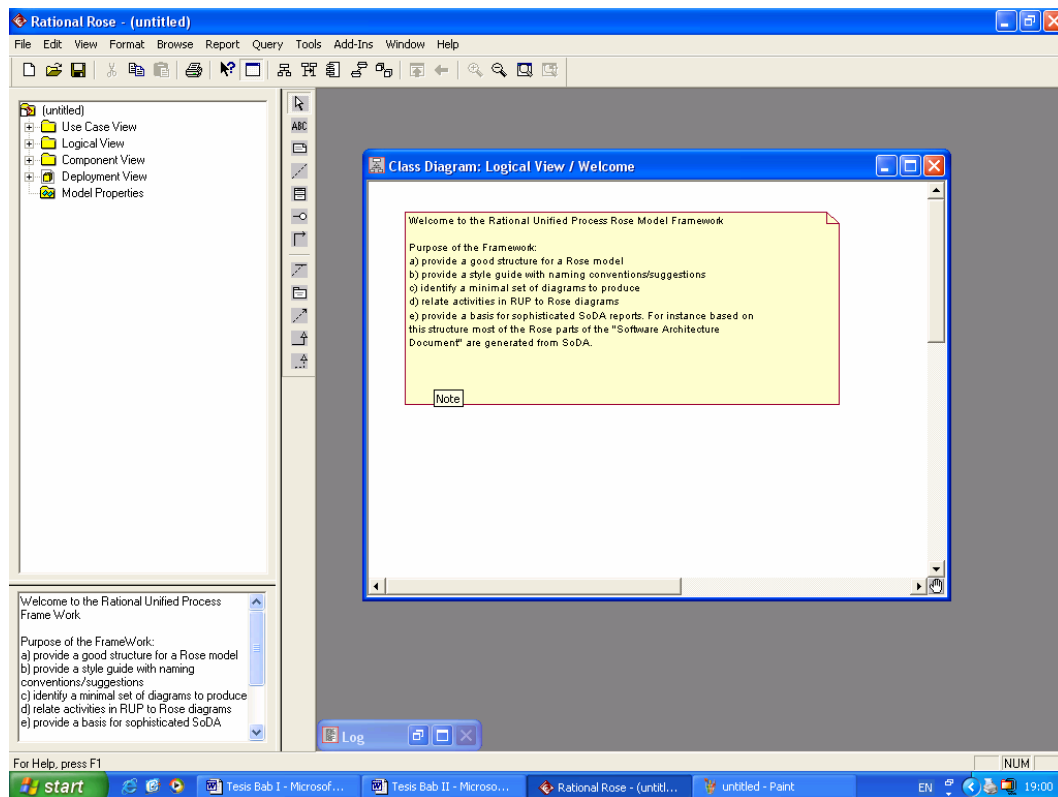 Rational Rose - (untitled)
File Edit View Format Browse Report Query Tools Add-Ins Window Help
(untitled)
Use Case View
Logical View
Component View
Deployment View
Model Properties
ABC
Class Diagram: Logical View / Welcome
Welcome to the Rational Unified Process Rose Model Framework
Purpose of the Framework:
a) provide a good structure for a Rose model
b) provide a style guide with naming conventions/suggestions
c) identify a minimal set of diagrams to produce
d) relate activities in RUP to Rose diagrams
e) provide a basis for sophisticated SoDA reports. For instance based on
this structure most of the Rose parts of the "Software Architecture
Document" are generated from SoDA.
Note
Welcome to the Rational Unified Process
Frame Work
Purpose of the FrameWork:
a) provide a good structure for a Rose model
b) provide a style guide with naming
conventions/suggestions
c) identify a minimal set of diagrams to produce
d) relate activities in RUP to Rose diagrams
e) provide a basis for sophisticated SoDA
Log
For Help, press F1
NUM
start
Tesis Bab I - Microsof...
Tesis Bab II - Microso...
Rational Rose - (untitl...
untitled - Paint
EN
19:00